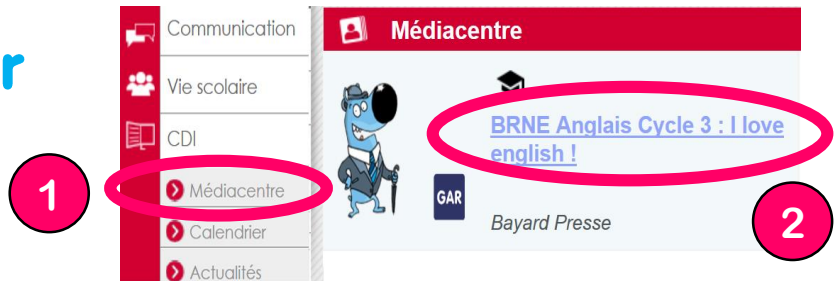 r
Communication
Vie scolaire
CDI
1
Médiacentre
Calendrier
Actualités
Médiacentre
BRNE Anglais Cycle 3 : I love
english !
GAR
Bayard Presse
2